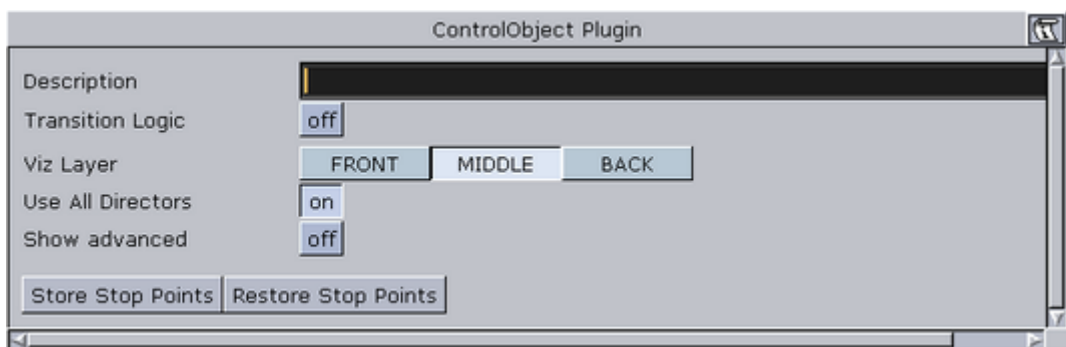 ControlObject Plugin
Description
Transition Logic off
Viz Layer FRONT MIDDLE BACK
Use All Directors on
Show advanced off
Store Stop Points Restore Stop Points